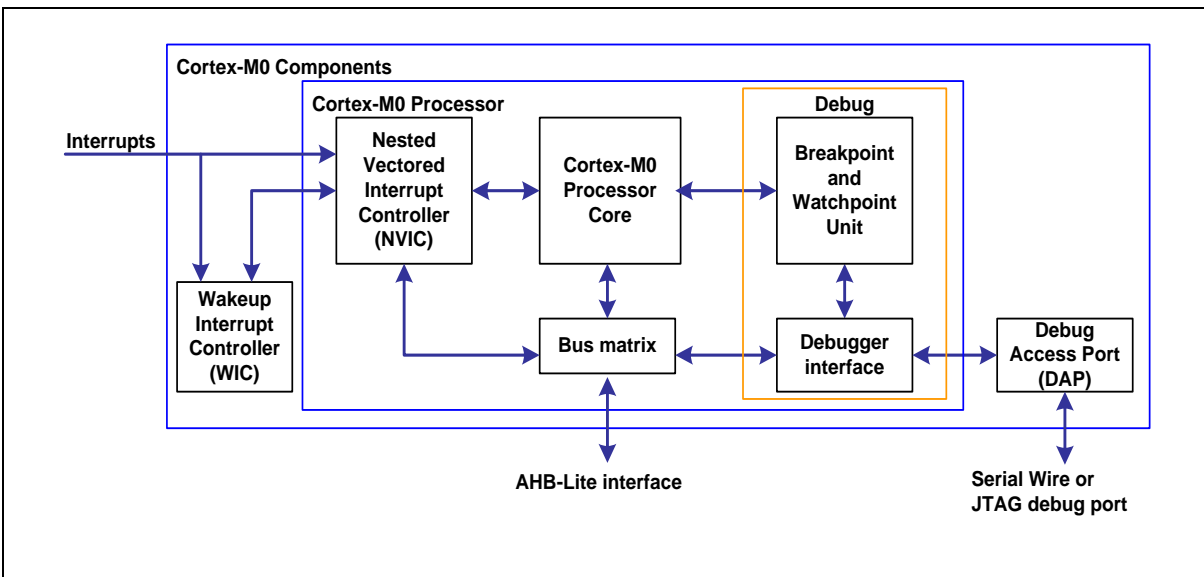 Cortex-M0 Components
Cortex-M0 Processor
Debug
Interrupts
Nested
Vectored
Interrupt
Controller
(NVIC)
Cortex-M0
Processor
Core
Breakpoint
and
Watchpoint
Unit
Wakeup
Interrupt
Controller
(WIC)
Bus matrix
Debugger
interface
Debug
Access Port
(DAP)
AHB-Lite interface
Serial Wire or
JTAG debug port